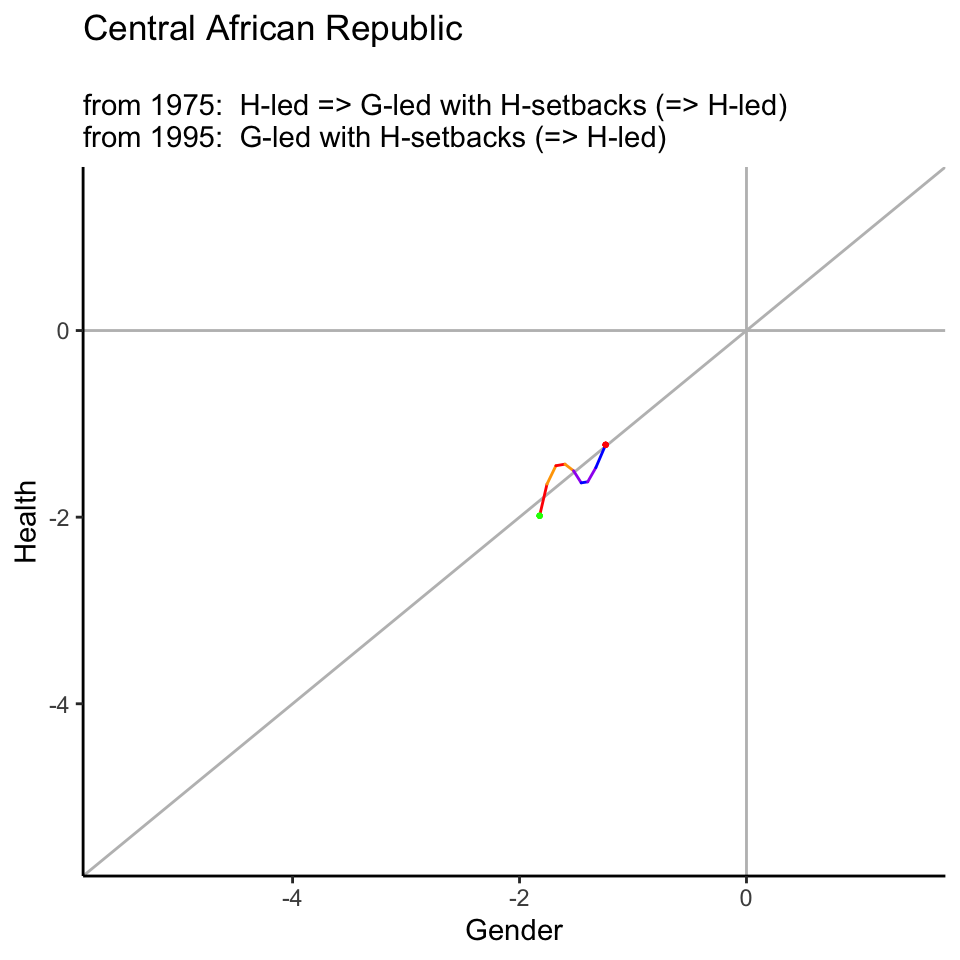 Central African Republic
from 1975:  H-led => G-led with H-setbacks (=> H-led)
from 1995:  G-led with H-setbacks (=> H-led)
0
-2
-4
Health
-4
-2
0
Gender